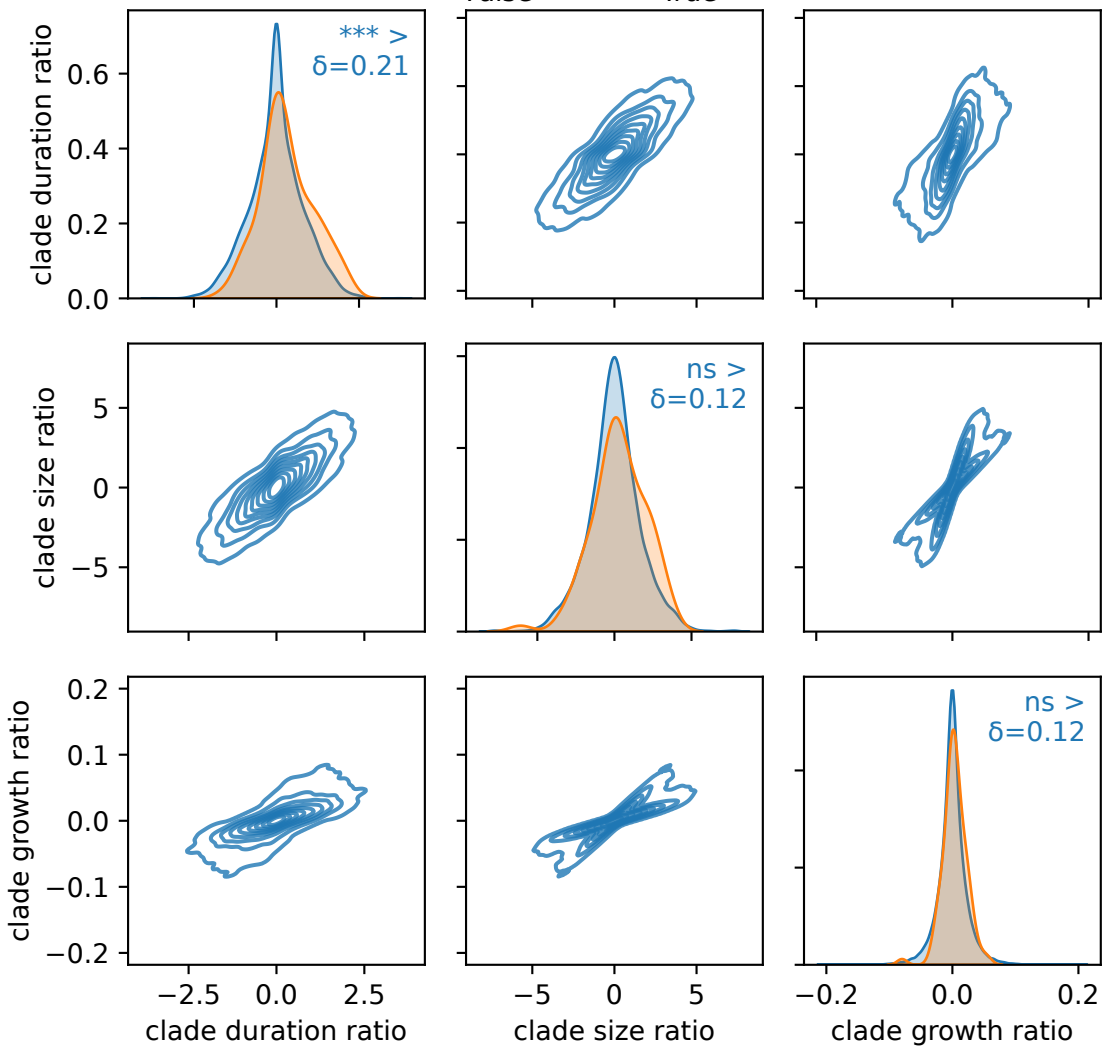 clade duration ratio
0.6
0.4
0.2
0.0
*** >
δ=0.21
clade size ratio
5
0
−5
ns >
δ=0.12
clade growth ratio
0.2
0.1
0.0
−0.1
−0.2
ns >
δ=0.12
−2.5 0.0 2.5
clade duration ratio
−5 0 5
clade size ratio
−0.2 0.0 0.2
clade growth ratio